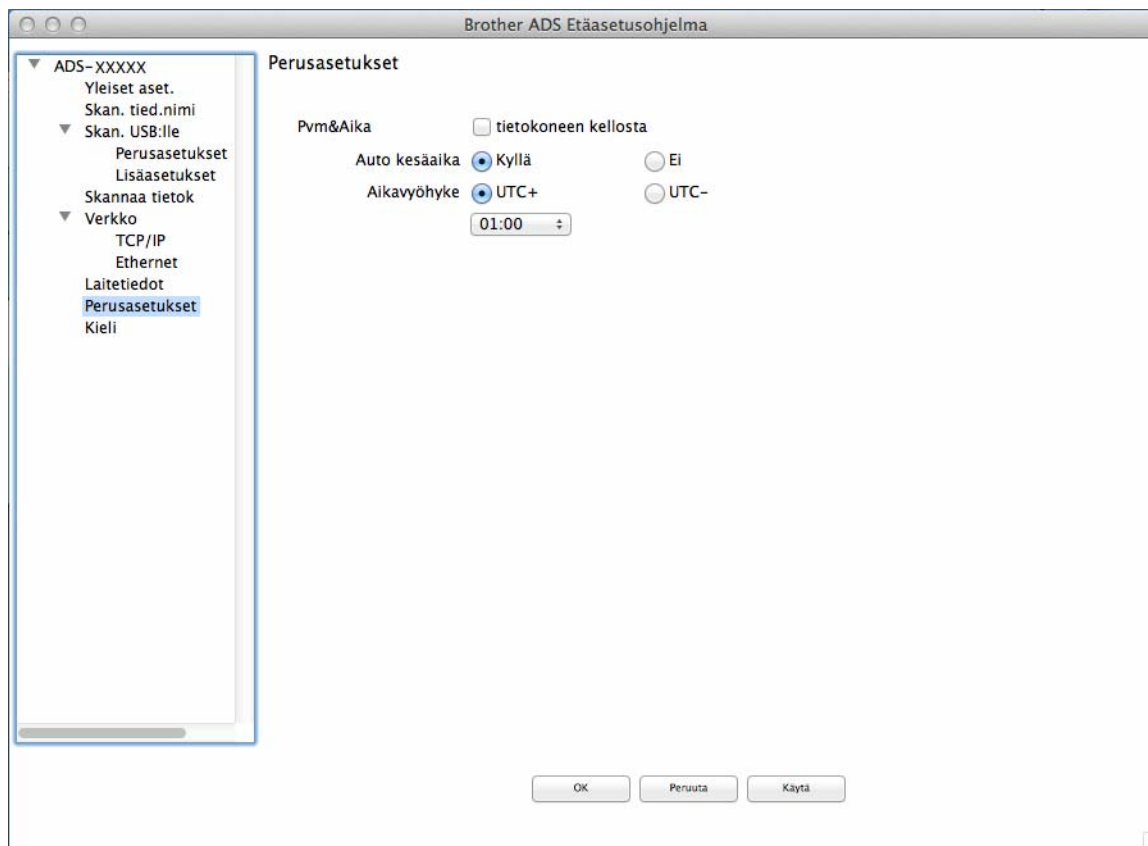 Brother ADS Etäasetusohjelma
ADS-XXXXX
Yleiset aset.
Skan. tied.nimi
Skan. USB:lle
Perusasetukset
Lisäasetukset
Skannaa tietok
Verkko
TCP/IP
Ethernet
Laitetiedot
Perusasetukset
Kieli
Perusasetukset
Pvm&Aika tietokoneen kellosta
Auto kesäaika Kyllä Ei
Aikavyöhyke UTC+ UTC-
01:00
OK Peruuta Käytä